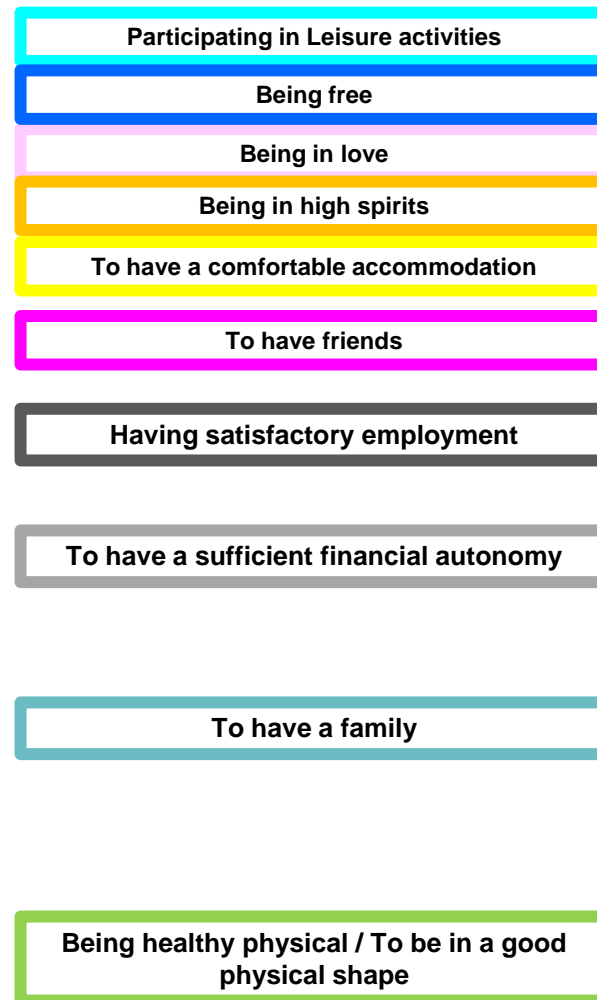 Participating in Leisure activities
Being free
Being in love
Being in high spirits
To have a comfortable accommodation
To have friends
Having satisfactory employment
To have a sufficient financial autonomy
To have a family
Being healthy physical / To be in a good
physical shape